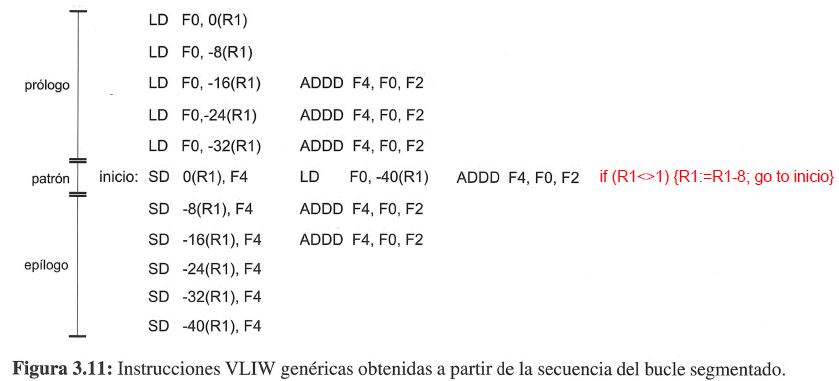 LD F0, 0(R1)
LD F0, -8(R1)
prólogo LD F0, -16(R1) ADDD F4, F0, F2
LD F0,-24(R1) ADDD F4, F0, F2
LD F0, -32(R1) ADDD F4, F0, F2
patrón inicio: SD 0(R1), F4 LD F0, -40(R1) ADDD F4, F0, F2 if (R1<>1) {R1:=R1-8; go to inicio}
SD -8(R1), F4 ADDD F4, F0, F2
SD -16(R1), F4 ADDD F4, F0, F2
epílogo SD -24(R1), F4
SD -32(R1), F4
SD -40(R1), F4
Figura 3.11: Instrucciones VLIW genéricas obtenidas a partir de la secuencia del bucle segmentado.